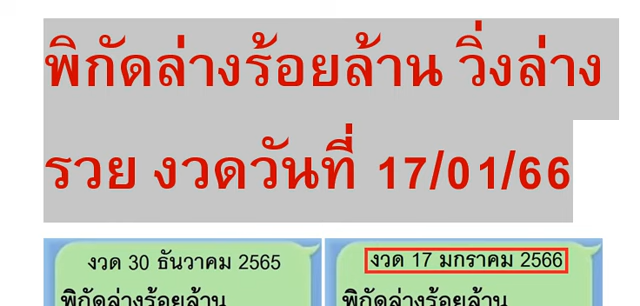 พิกัดล่างร้อยล้าน วิ่งล่าง
รวย งวดวันที่ 17/01/66
งวด 30 ธันวาคม 2565
งวด 17 มกราคม 2566
พิกัดล่างร้อยล้าน
พิกัดล่างร้อยล้าน